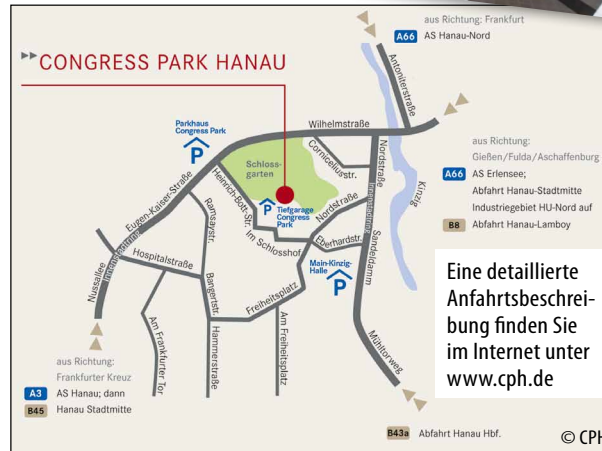 aus Richtung: Frankfurt
A66 AS Hanau-Nord
CONGRESS PARK HANAU
Antoniterstraße
Parkhaus
Congress Park
P
Wilhelmstraße
Corniceliusstr.
Nordstraße
Kinzig
aus Richtung:
Gießen/Fulda/Aschaffenburg
A66 AS Erlensee;
Abfahrt Hanau-Stadtmitte
Industriegebiet HU-Nord auf
B8 Abfahrt Hanau-Lamboy
Schloss-
garten
Eugen-Kaiser-Straße
Heinrich-Bott-Str.
P Tiefgarage
Congress
Park
Nordstraße
Ramsaystr.
Im Schlosshof
Eberhardstr.
Sandeldamm
Nussallee
Hospitalstraße
Main-Kinzig-
Halle
P
Bangertstr.
Freiheitsplatz
Am Frankfurter Tor
Hammerstraße
Am Freiheitsplatz
Mühltorweg
Eine detaillierte
Anfahrtsbeschrei-
bung finden Sie
im Internet unter
www.cph.de
aus Richtung:
Frankfurter Kreuz
A3 AS Hanau; dann
B45 Hanau Stadtmitte
B43a Abfahrt Hanau Hbf.
© CPH